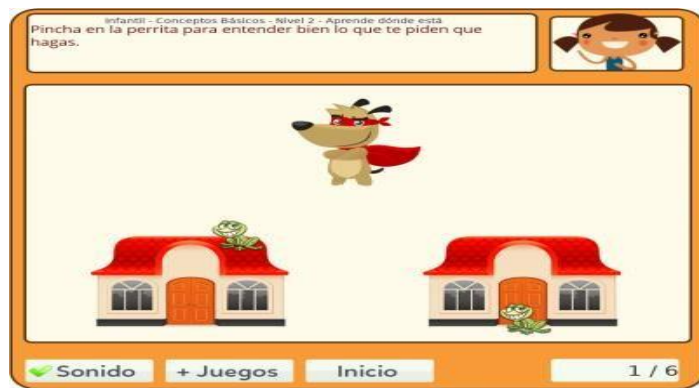 Infantil - Conceptos Básicos - Nivel 2 - Aprende dónde está
Pincha en la perrita para entender bien lo que te piden que
hagas.
Sonido
+ Juegos
Inicio
1 / 6